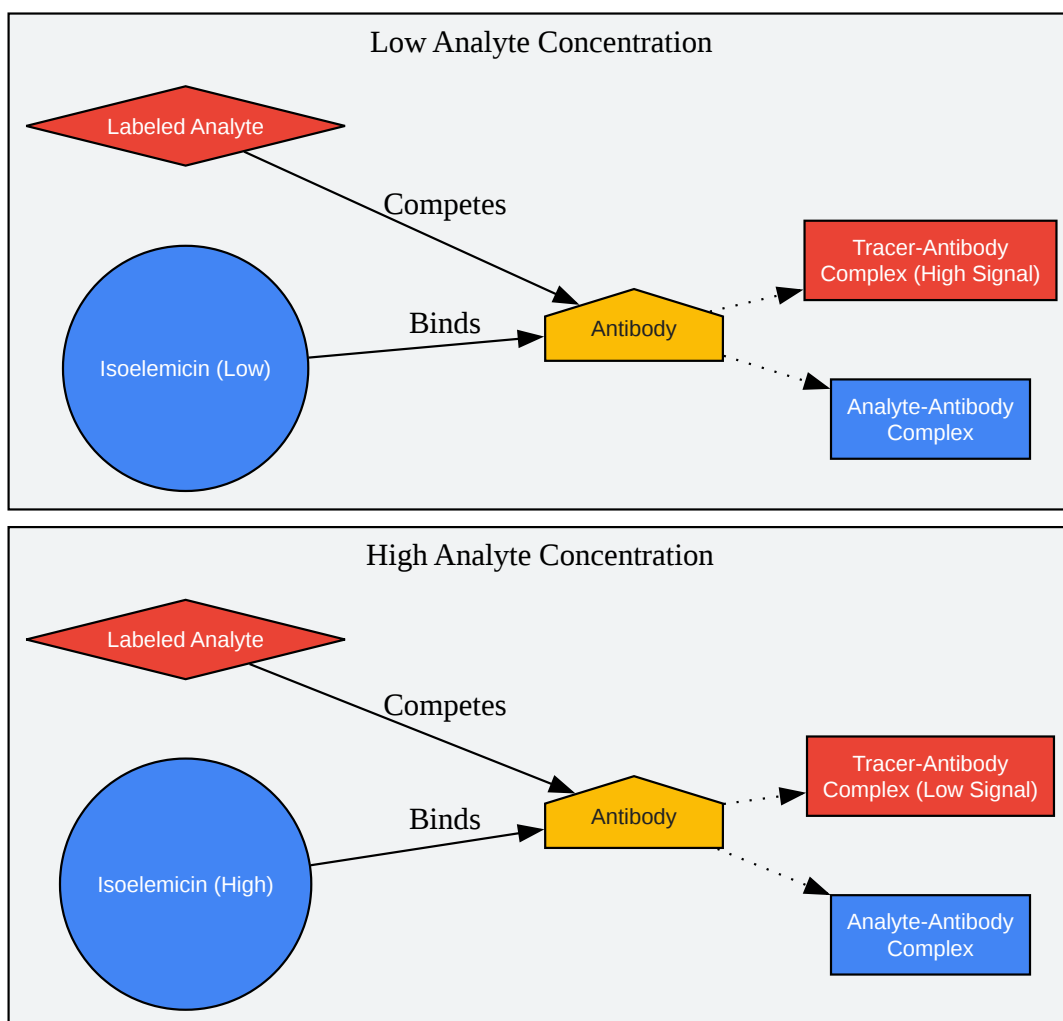 Low Analyte Concentration
Labeled Analyte
Competes
Tracer-Antibody
Complex (High Signal)
Binds
Antibody
Isoelemicin (Low)
Analyte-Antibody
Complex
High Analyte Concentration
Labeled Analyte
Competes
Tracer-Antibody
Complex (Low Signal)
Binds
Antibody
Isoelemicin (High)
Analyte-Antibody
Complex